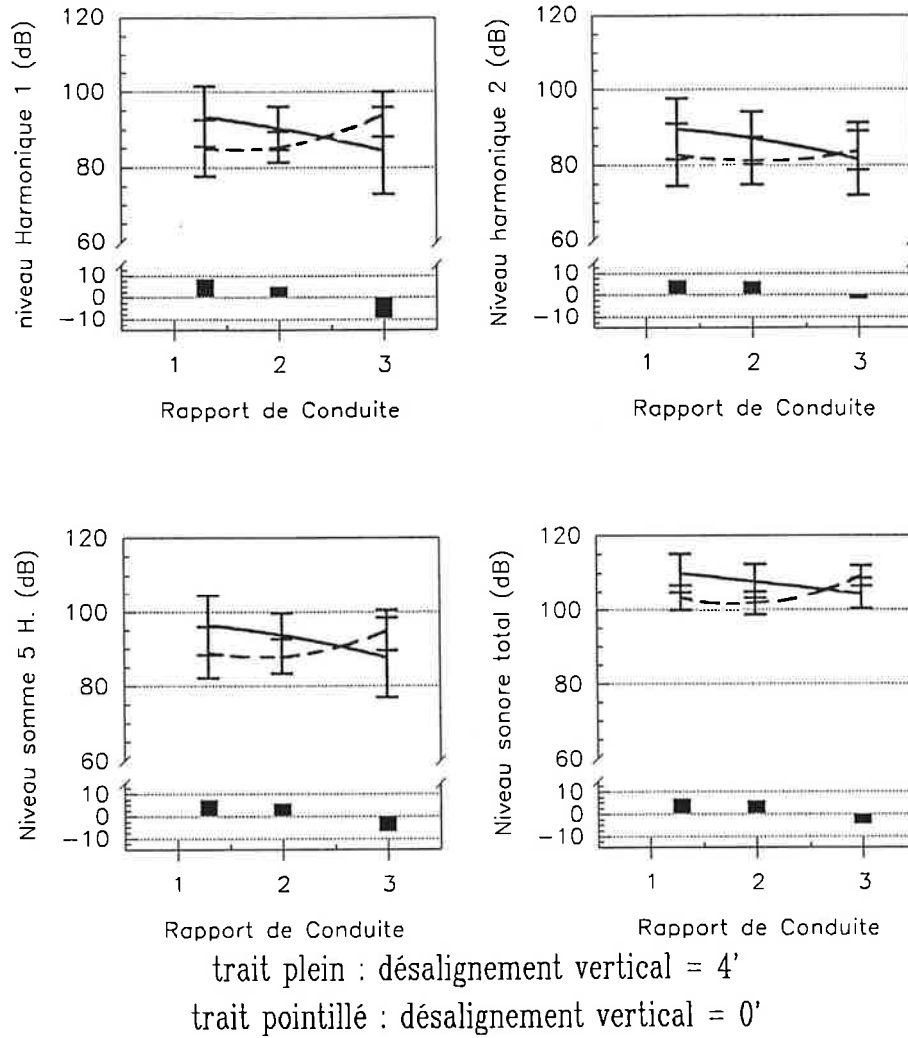 niveau Harmonique 1 (dB)
120
100
80
60
10
0
−10
1 2 3
Rapport de Conduite
Niveau harmonique 2 (dB)
120
100
80
60
10
0
−10
1 2 3
Rapport de Conduite
Niveau somme 5 H. (dB)
120
100
80
60
10
0
−10
1 2 3
Rapport de Conduite
Niveau sonore total (dB)
120
100
80
60
10
0
−10
1 2 3
Rapport de Conduite
trait plein : désalignement vertical = 4'
trait pointillé : désalignement vertical = 0'